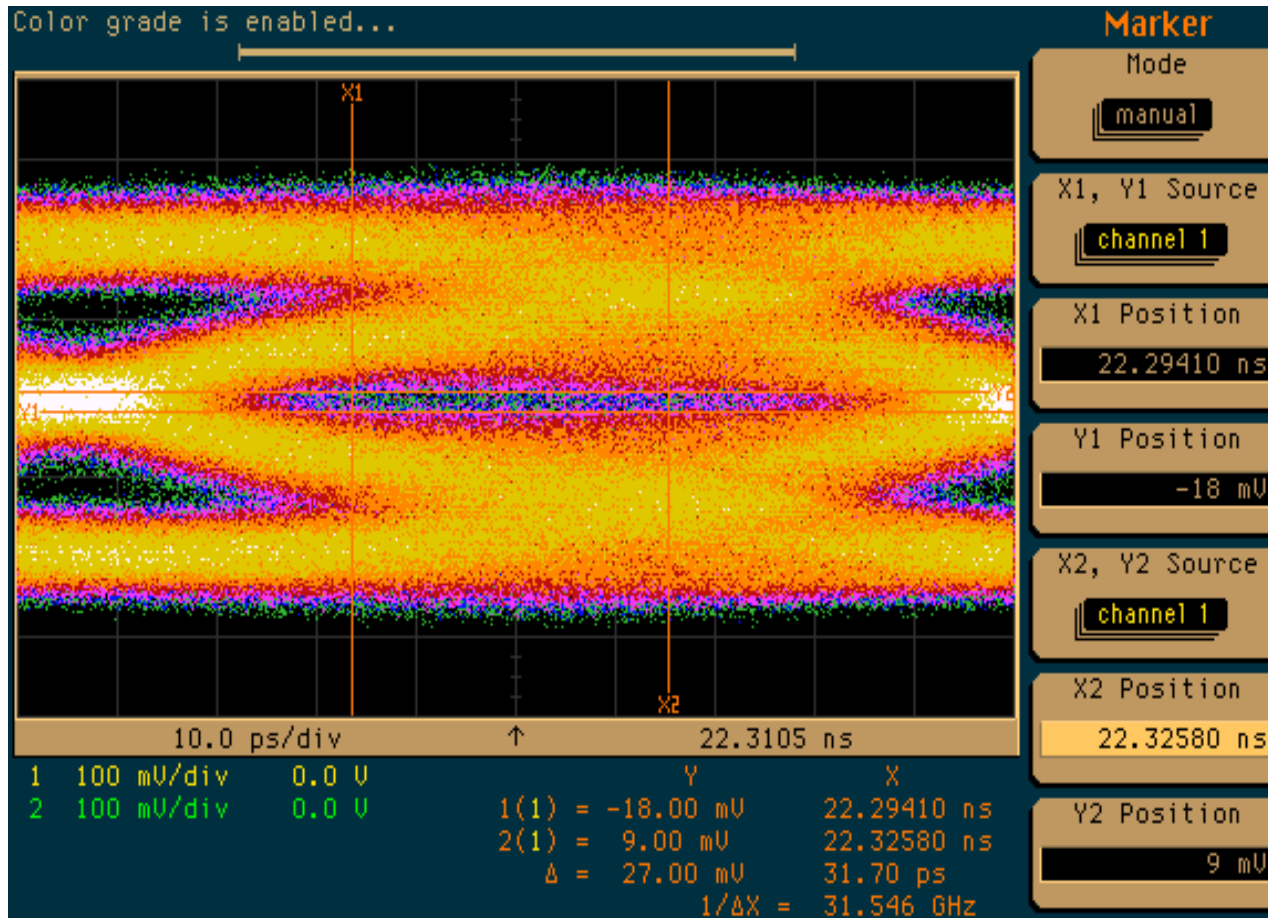 Color grade is enabled...
Marker
Mode
manual
X1, Y1 Source
channel 1
X1 Position
22.29410 ns
Y1 Position
-18 mV
X2, Y2 Source
channel 1
X2 Position
22.32580 ns
Y2 Position
9 mV
X1
Y1
X2
10.0 ps/div ↑ 22.3105 ns
1 100 mV/div 0.0 V
2 100 mV/div 0.0 V
Y X
1(1) = -18.00 mV 22.29410 ns
2(1) = 9.00 mV 22.32580 ns
Δ = 27.00 mV 31.70 ps
1/ΔX = 31.546 GHz